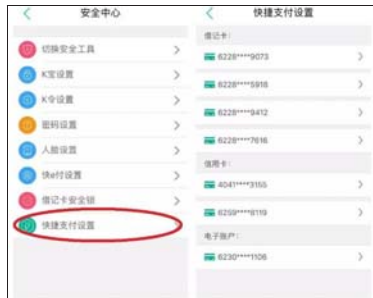 安全中心
切换安全工具
K宝设置
K令设置
密码设置
人脸设置
快e付设置
借记卡安全锁
快捷支付设置
快捷支付设置
借记卡：
6228****9073
6228****5918
6228****9412
6228****7616
信用卡：
4041****3155
6259****8119
电子账户：
6230****1106